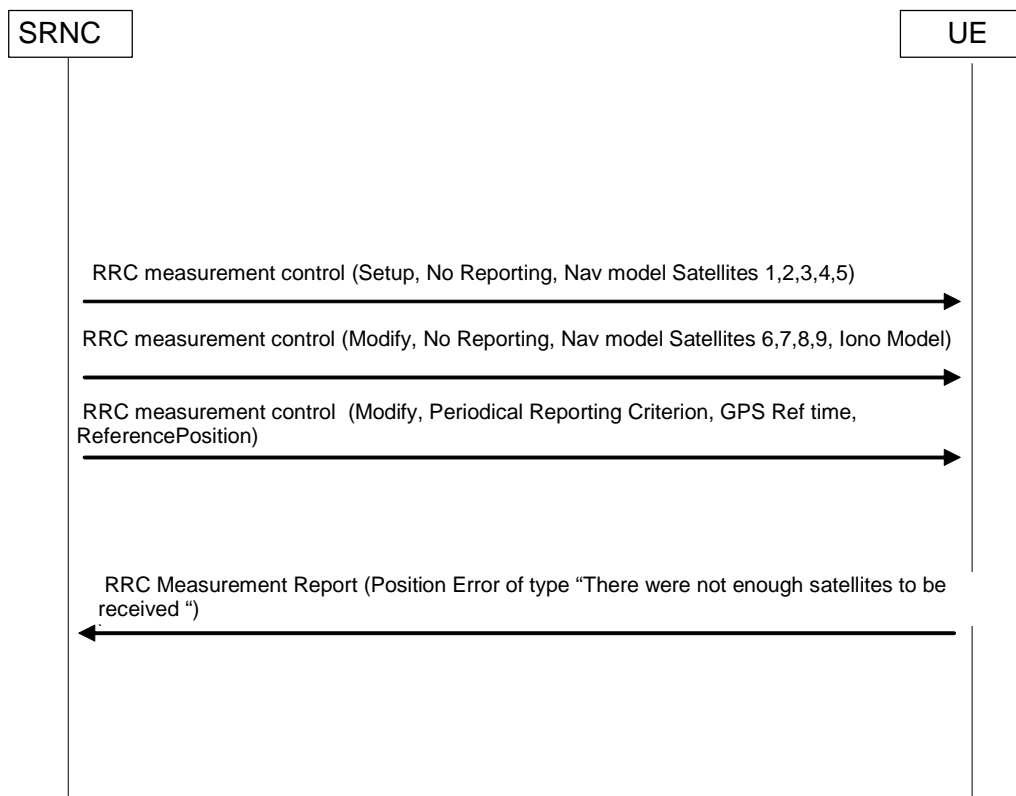 SRNC
UE
RRC measurement control (Setup, No Reporting, Nav model Satellites 1,2,3,4,5)
RRC measurement control (Modify, No Reporting, Nav model Satellites 6,7,8,9, Iono Model)
RRC measurement control (Modify, Periodical Reporting Criterion, GPS Ref time,
ReferencePosition)
RRC Measurement Report (Position Error of type “There were not enough satellites to be
received “)